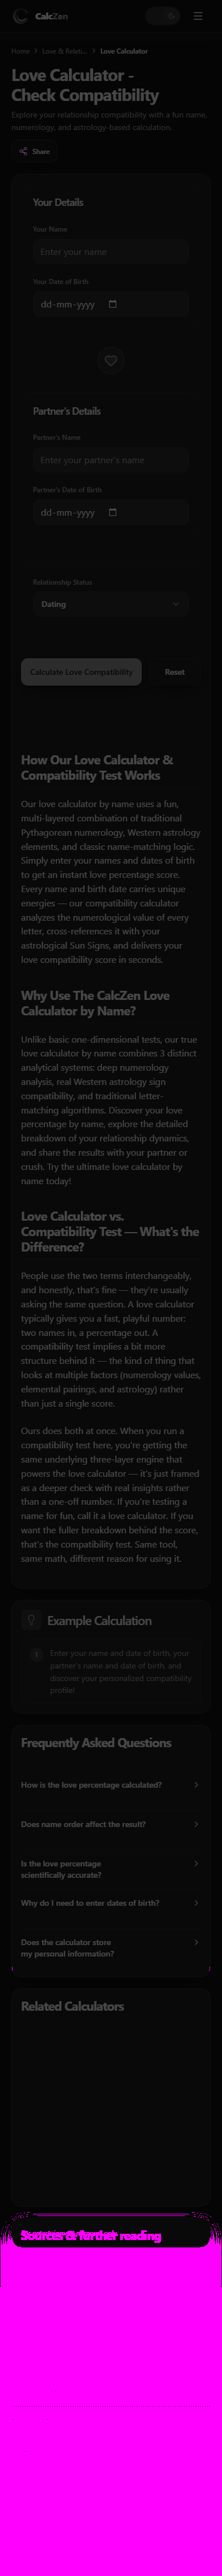 CalcZen
Home > Love & Relati... > Love Calculator
Love Calculator -
Check Compatibility
Explore your relationship compatibility with a fun name,
numerology, and astrology-based calculation.
Share
Your Details
Your Name
Enter your name
Your Date of Birth
dd-mm-yyyy
Partner's Details
Partner's Name
Enter your partner's name
Partner's Date of Birth
dd-mm-yyyy
Relationship Status
Dating
Calculate Love Compatibility
Reset
How Our Love Calculator &
Compatibility Test Works
Our love calculator by name uses a fun,
multi-layered combination of traditional
Pythagorean numerology, Western astrology
elements, and classic name-matching logic.
Simply enter your names and dates of birth
to get an instant love percentage score.
Every name and birth date carries unique
energies — our compatibility calculator
analyzes the numerological value of every
letter, cross-references it with your
astrological Sun Signs, and delivers your
love compatibility score in seconds.
Why Use The CalcZen Love
Calculator by Name?
Unlike basic one-dimensional tests, our true
love calculator by name combines 3 distinct
analytical systems: deep numerology
analysis, real Western astrology sign
compatibility, and traditional letter-
matching algorithms. Discover your love
percentage by name, explore the detailed
breakdown of your relationship dynamics,
and share the results with your partner or
crush. Try the ultimate love calculator by
name today!
Love Calculator vs.
Compatibility Test — What's the
Difference?
People use the two terms interchangeably,
and honestly, that's fine — they're usually
asking the same question. A love calculator
typically gives you a fast, playful number:
two names in, a percentage out. A
compatibility test implies a bit more
structure behind it — the kind of thing that
looks at multiple factors (numerology values,
elemental pairings, and astrology) rather
than just a single score.
Ours does both at once. When you run a
compatibility test here, you're getting the
same underlying three-layer engine that
powers the love calculator — it's just framed
as a deeper check with real insights rather
than a one-off number. If you're testing a
name for fun, call it a love calculator. If you
want the fuller breakdown behind the score,
that's the compatibility test. Same tool,
same math, different reason for using it.
Example Calculation
1
Enter your name and date of birth, your
partner's name and date of birth, and
discover your personalized compatibility
profile!
Frequently Asked Questions
How is the love percentage calculated?
Does name order affect the result?
Is the love percentage
scientifically accurate?
Why do I need to enter dates of birth?
Does the calculator store
my personal information?
Related Calculators
Sources & further reading